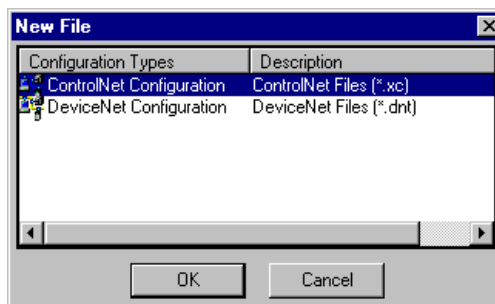 New File
Configuration Types Description
ControlNet Configuration ControlNet Files (*.xc)
DeviceNet Configuration DeviceNet Files (*.dnt)
OK Cancel